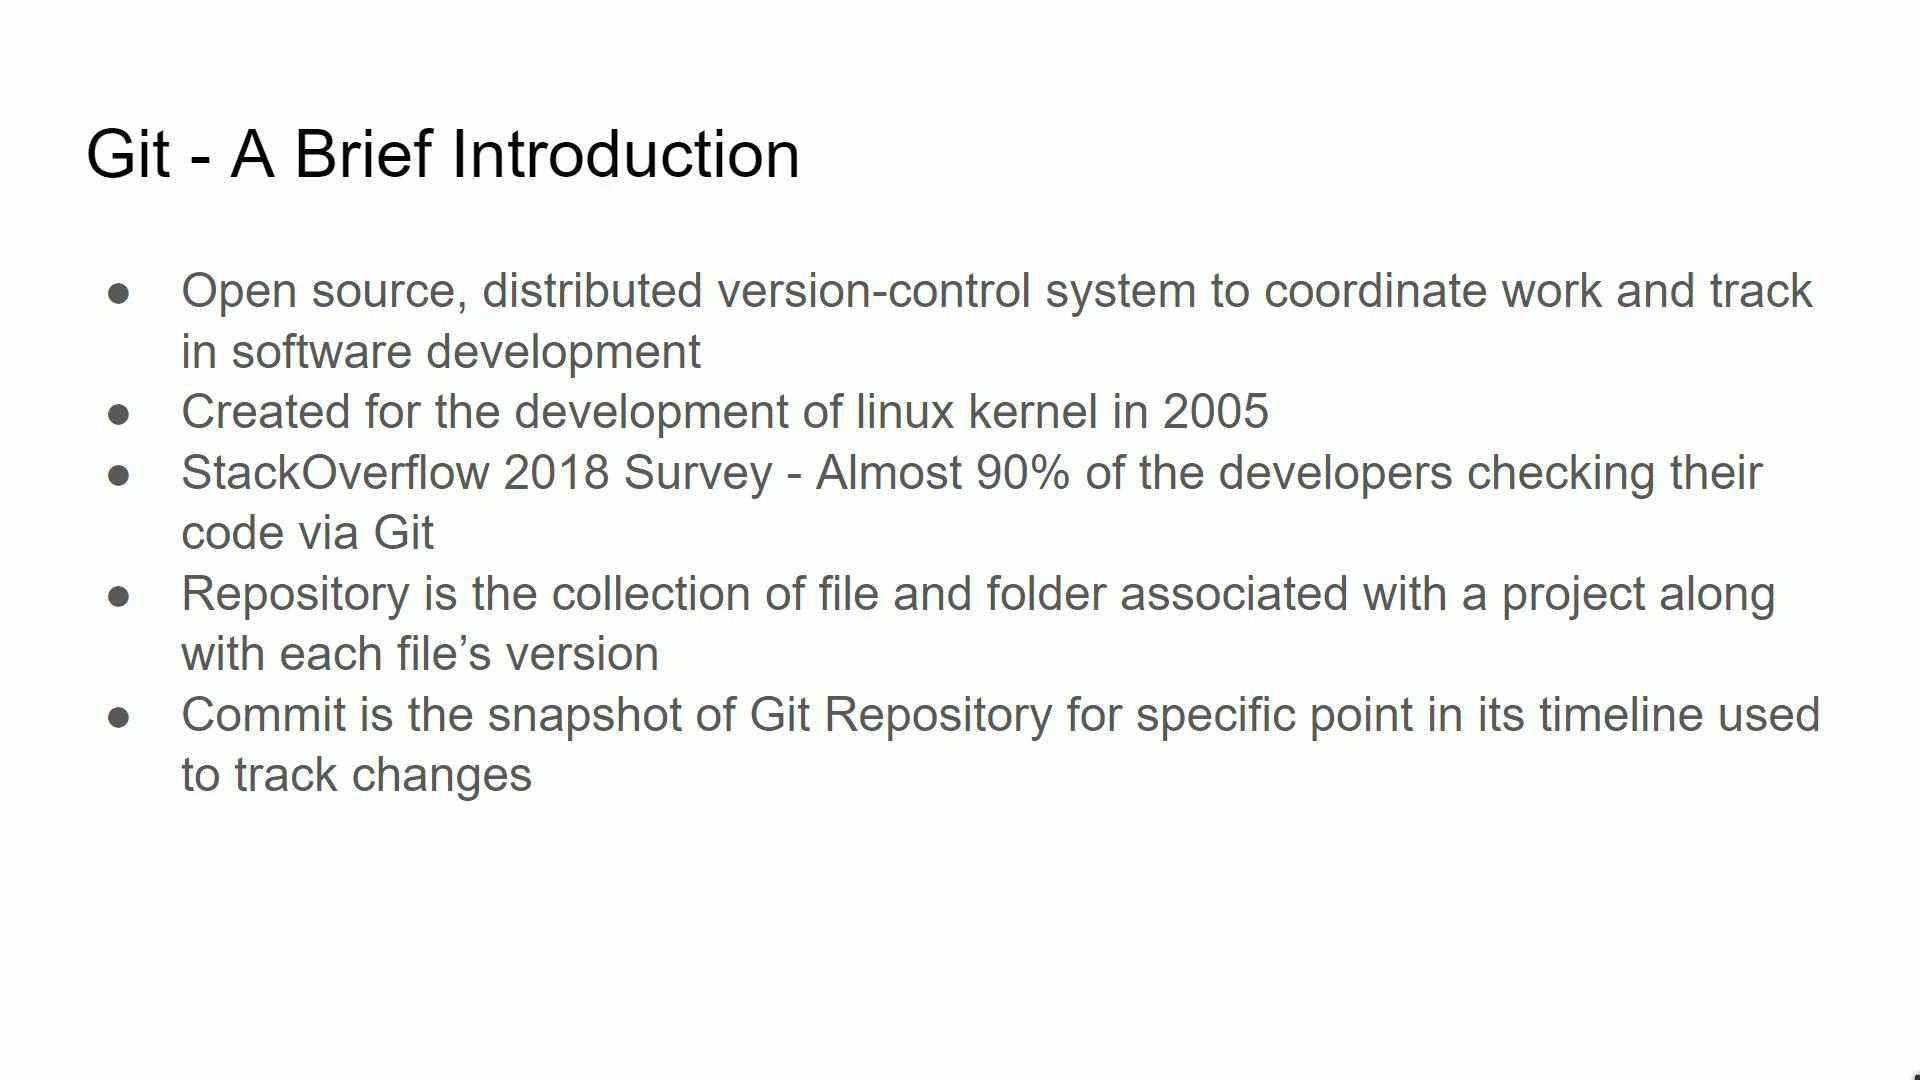 Git - A Brief Introduction
● Open source, distributed version-control system to coordinate work and track
in software development
● Created for the development of linux kernel in 2005
● StackOverflow 2018 Survey - Almost 90% of the developers checking their
code via Git
● Repository is the collection of file and folder associated with a project along
with each file’s version
● Commit is the snapshot of Git Repository for specific point in its timeline used
to track changes